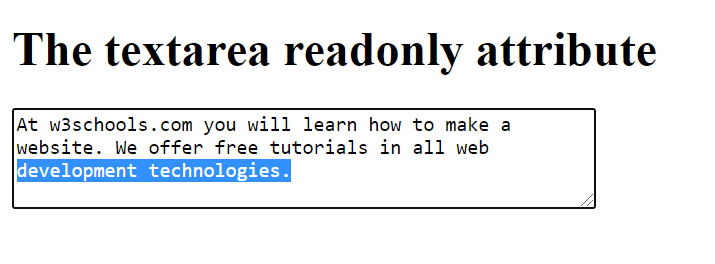 The textarea readonly attribute
At w3schools.com you will learn how to make a
website. We offer free tutorials in all web
development technologies.